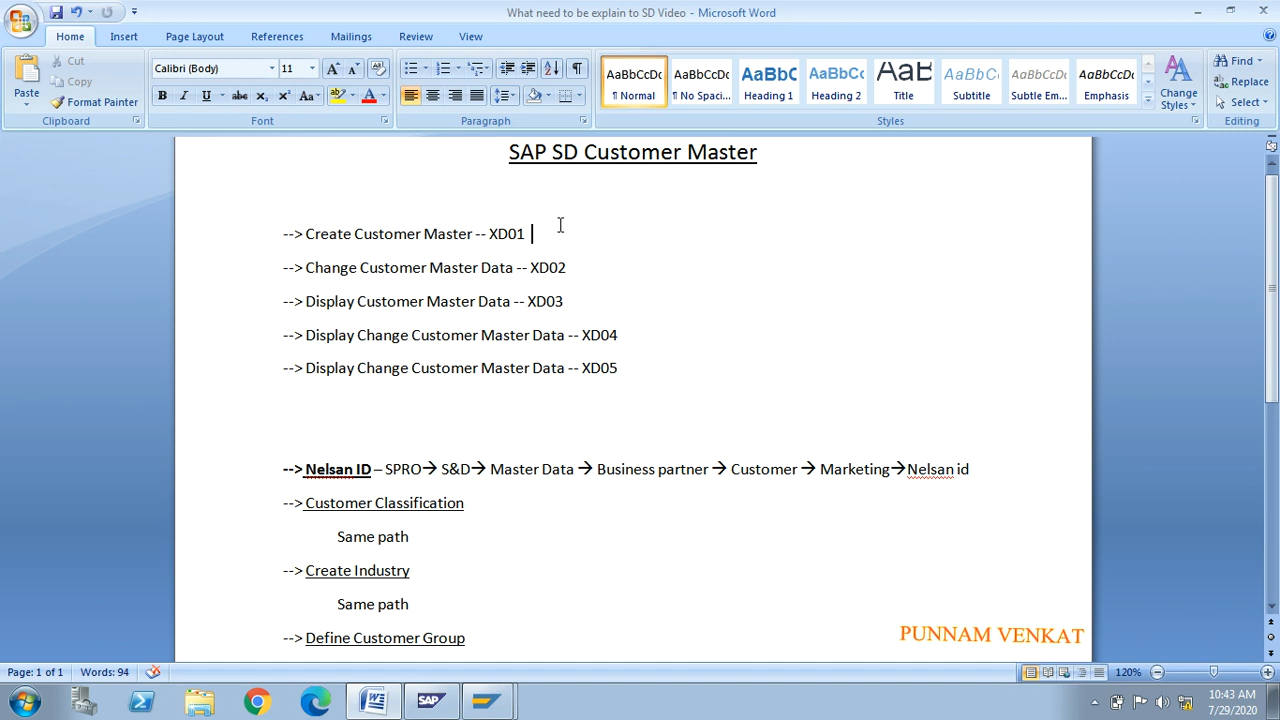 What need to be explain to SD Video - Microsoft Word
Home Insert Page Layout References Mailings Review View
Paste
Cut
Copy
Format Painter
Clipboard
Calibri (Body) 11
B I U abc x₂ x² Aa
Font
Paragraph
AaBbCcDc AaBbCcDc AaBbC AaBbCc AaB AaBbCc. AaBbCcDc AaBbCcDc
¶ Normal ¶ No Spaci... Heading 1 Heading 2 Title Subtitle Subtle Em... Emphasis
Styles
Change Styles
Find
Replace
Select
Editing
SAP SD Customer Master
--> Create Customer Master -- XD01
--> Change Customer Master Data -- XD02
--> Display Customer Master Data -- XD03
--> Display Change Customer Master Data -- XD04
--> Display Change Customer Master Data -- XD05
--> Nelsan ID – SPRO→ S&D→ Master Data → Business partner → Customer → Marketing→Nelsan id
--> Customer Classification
Same path
--> Create Industry
Same path
--> Define Customer Group
PUNNAM VENKAT
Page: 1 of 1 Words: 94 120%
SAP
10:43 AM
7/29/2020